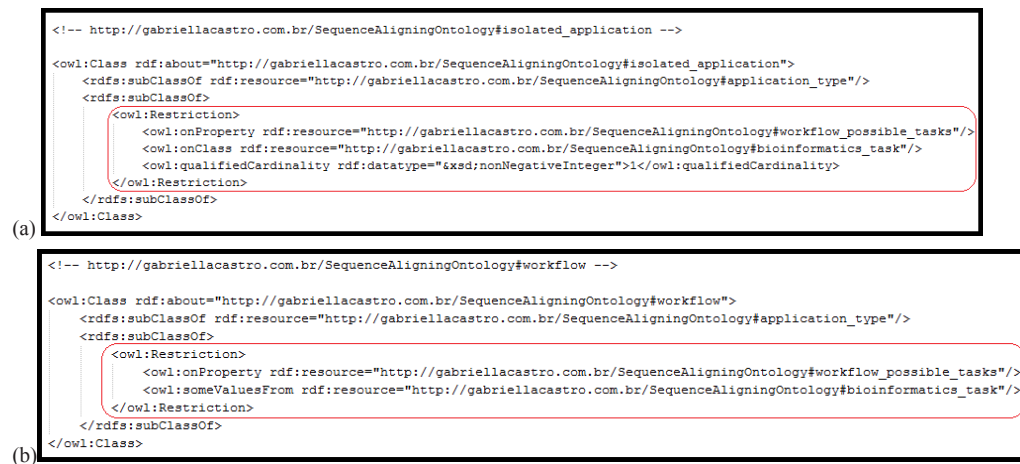 <!-- http://gabriellacastro.com.br/SequenceAligningOntology#isolated_application -->
<owl:Class rdf:about="http://gabriellacastro.com.br/SequenceAligningOntology#isolated_application">
<rdfs:subClassOf rdf:resource="http://gabriellacastro.com.br/SequenceAligningOntology#application_type"/>
<rdfs:subClassOf>
<owl:Restriction>
<owl:onProperty rdf:resource="http://gabriellacastro.com.br/SequenceAligningOntology#workflow_possible_tasks"/>
<owl:onClass rdf:resource="http://gabriellacastro.com.br/SequenceAligningOntology#bioinformatics_task"/>
<owl:qualifiedCardinality rdf:datatype="&xsd;nonNegativeInteger">1</owl:qualifiedCardinality>
</owl:Restriction>
</rdfs:subClassOf>
</owl:Class>
(a)
<!-- http://gabriellacastro.com.br/SequenceAligningOntology#workflow -->
<owl:Class rdf:about="http://gabriellacastro.com.br/SequenceAligningOntology#workflow">
<rdfs:subClassOf rdf:resource="http://gabriellacastro.com.br/SequenceAligningOntology#application_type"/>
<rdfs:subClassOf>
<owl:Restriction>
<owl:onProperty rdf:resource="http://gabriellacastro.com.br/SequenceAligningOntology#workflow_possible_tasks"/>
<owl:someValuesFrom rdf:resource="http://gabriellacastro.com.br/SequenceAligningOntology#bioinformatics_task"/>
</owl:Restriction>
</rdfs:subClassOf>
</owl:Class>
(b)